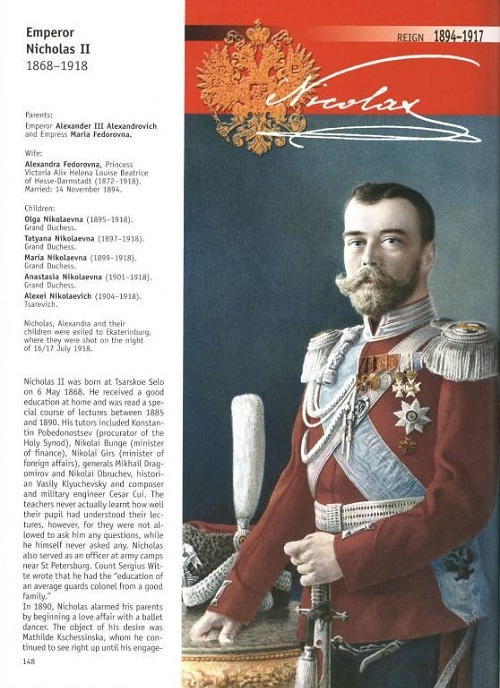 Emperor
Nicholas II
1868–1918
REIGN 1894–1917
Nicolas
Parents:
Emperor Alexander III Alexandrovich
and Empress Maria Fedorovna.
Wife:
Alexandra Fedorovna, Princess
Victoria Alix Helena Louise Beatrice
of Hesse-Darmstadt (1872–1918).
Married: 14 November 1894.
Children:
Olga Nikolaevna (1895–1918).
Grand Duchess.
Tatyana Nikolaevna (1897–1918).
Grand Duchess.
Maria Nikolaevna (1899–1918).
Grand Duchess.
Anastasia Nikolaevna (1901–1918).
Grand Duchess.
Alexei Nikolaevich (1904–1918).
Tsarevich.
Nicholas, Alexandra and their
children were exiled to Ekaterinburg,
where they were shot on the night
of 16/17 July 1918.
Nicholas II was born at Tsarskoe Selo
on 6 May 1868. He received a good
education at home and was read a spe-
cial course of lectures between 1885
and 1890. His tutors included Konstan-
tin Pobedonostsev (procurator of the
Holy Synod), Nikolai Bunge (minister
of finance), Nikolai Girs (minister of
foreign affairs), generals Mikhail Drag-
omirov and Nikolai Obruchev, histori-
an Vasily Klyuchevsky and composer
and military engineer Cesar Cui. The
teachers never actually learnt how well
their pupil had understood their lec-
tures, however, for they were not al-
lowed to ask him any questions, while
he himself never asked any. Nicholas
also served as an officer at army camps
near St Petersburg. Count Sergius Wit-
te wrote that he had the “education of
an average guards colonel from a good
family.”
In 1890, Nicholas alarmed his parents
by beginning a love affair with a ballet
dancer. The object of his desire was
Mathilde Kschessinska, whom he con-
tinued to see right up until his engage-
148